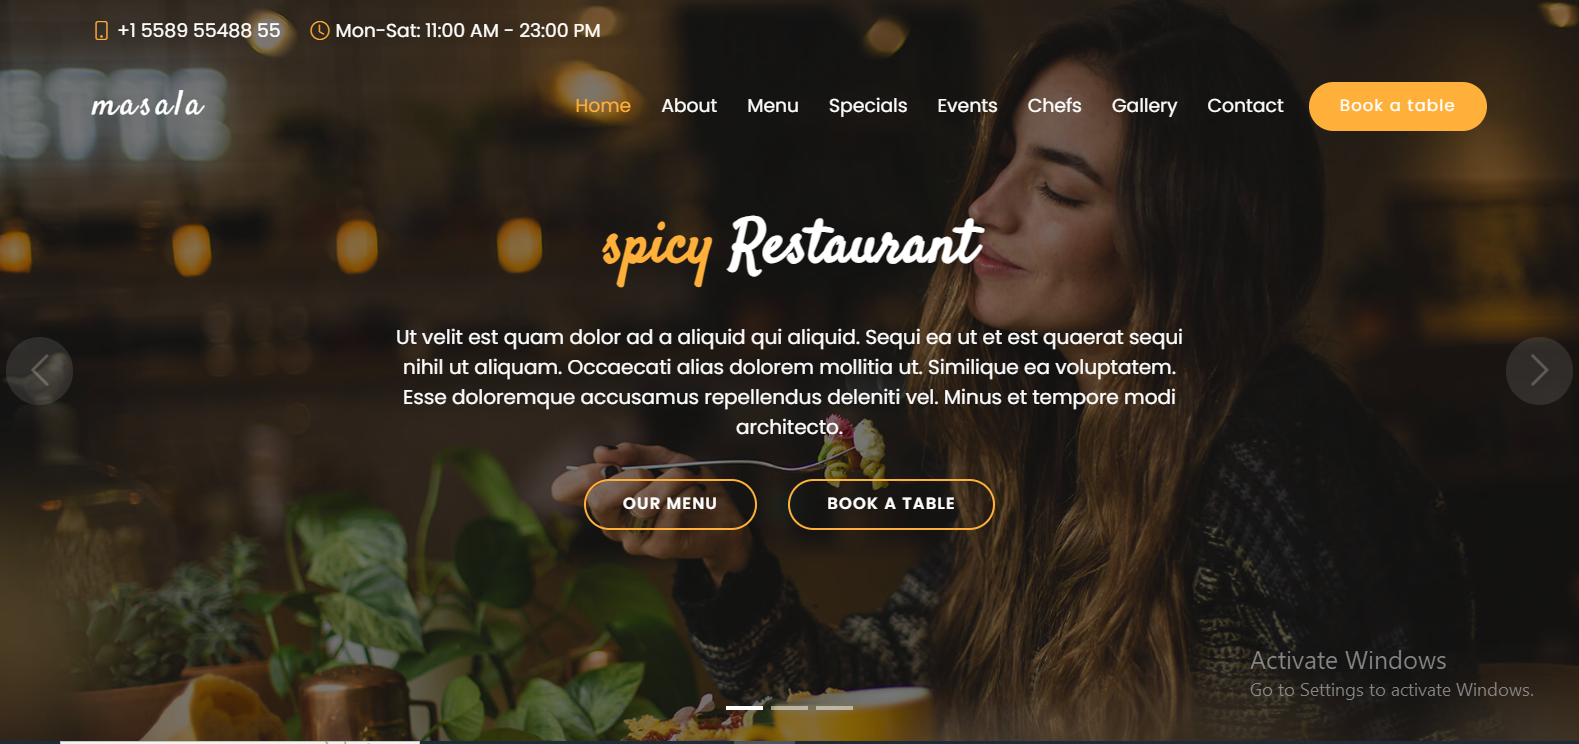 +1 5589 55488 55 Mon-Sat: 11:00 AM - 23:00 PM
masala Home About Menu Specials Events Chefs Gallery Contact Book a table
spicy Restaurant
Ut velit est quam dolor ad a aliquid qui aliquid. Sequi ea ut et est quaerat sequi
nihil ut aliquam. Occaecati alias dolorem mollitia ut. Similique ea voluptatem.
Esse doloremque accusamus repellendus deleniti vel. Minus et tempore modi
architecto.
OUR MENU BOOK A TABLE
Activate Windows
Go to Settings to activate Windows.